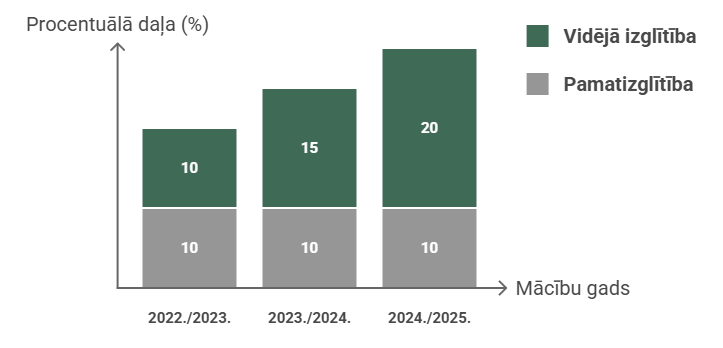 Procentuālā daļa (%)
Vidējā izglītība
Pamatizglītība
10
15
20
10
10
10
Mācību gads
2022./2023.
2023./2024.
2024./2025.